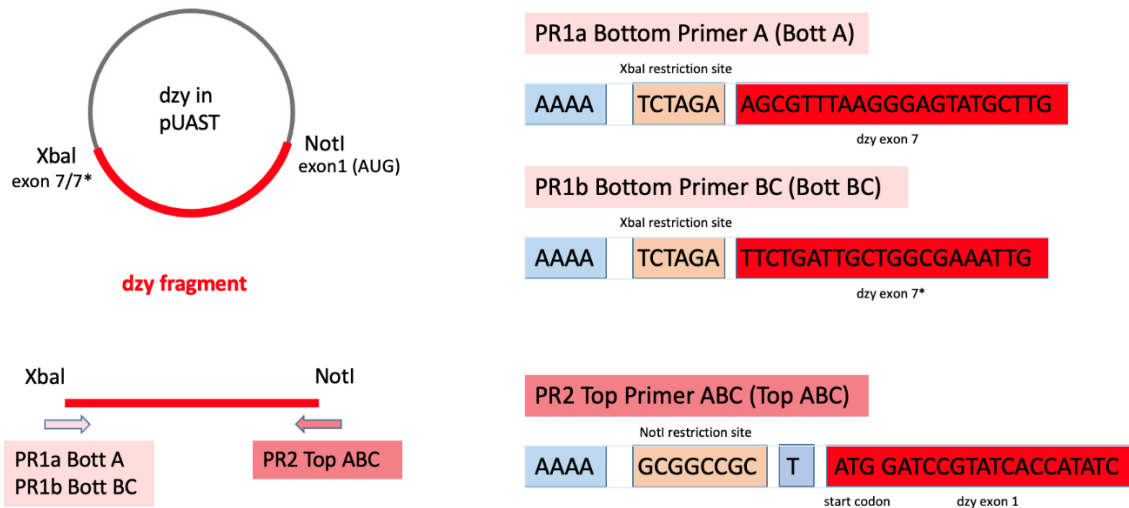 dzy in
pUAST
XbaI
exon 7/7*
NotI
exon1 (AUG)
dzy fragment
XbaI
NotI
PR1a Bott A
PR1b Bott BC
PR2 Top ABC
PR1a Bottom Primer A (Bott A)
XbaI restriction site
AAAA TCTAGA AGCGTTTAAGGGAGTATGCTTG
dzy exon 7
PR1b Bottom Primer BC (Bott BC)
XbaI restriction site
AAAA TCTAGA TTCTGATTGCTGGCGAAATTG
dzy exon 7*
PR2 Top Primer ABC (Top ABC)
NotI restriction site
AAAA GCGGCCGC T ATG GATCCGTATCACCATATC
start codon dzy exon 1